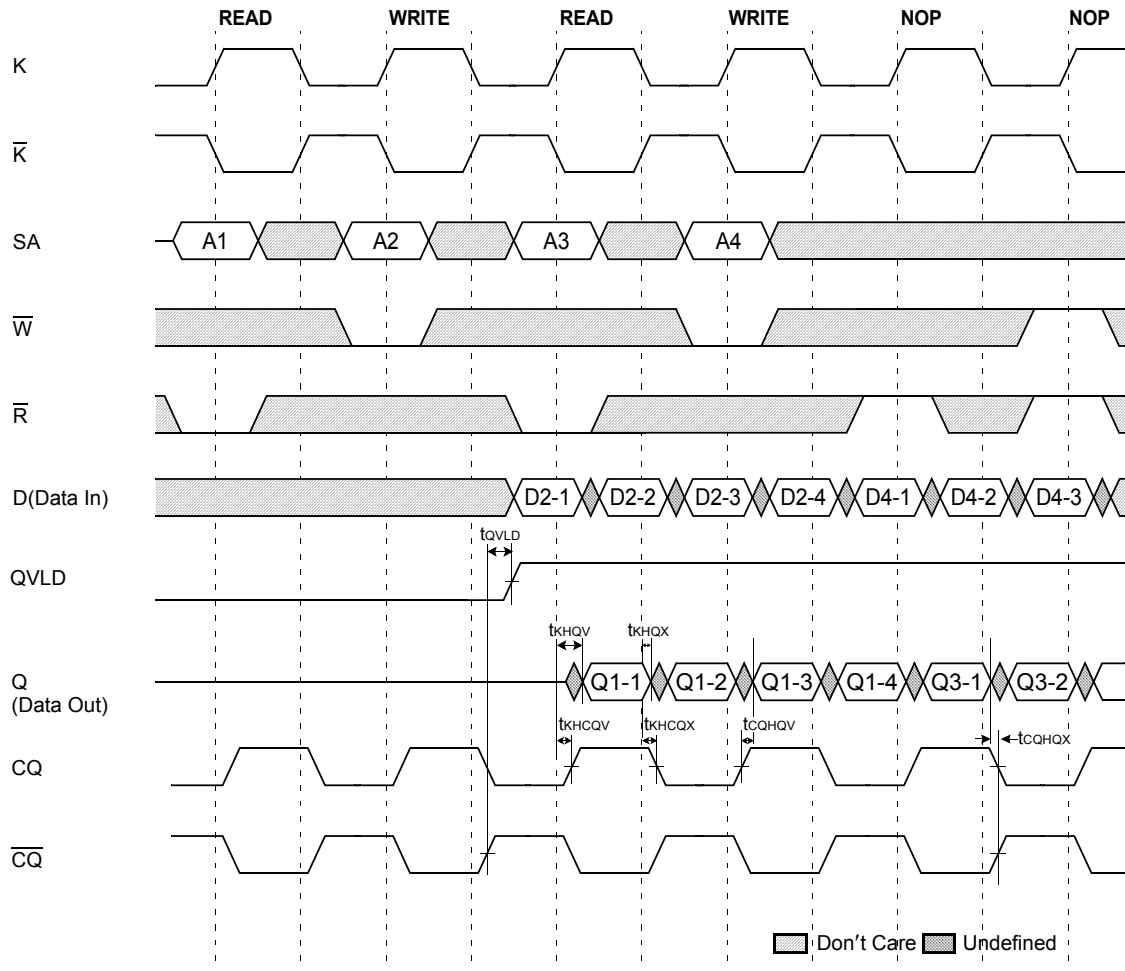 READ WRITE READ WRITE NOP NOP
K
K̅
SA A1 A2 A3 A4
W̅
R̅
D(Data In) D2-1 D2-2 D2-3 D2-4 D4-1 D4-2 D4-3
tQVLD
QVLD
tKHQV tKHQX
Q Q1-1 Q1-2 Q1-3 Q1-4 Q3-1 Q3-2
(Data Out)
tKHCQV tKHCQX tCQHQV tCQHQX
CQ
C̅Q̅
Don't Care Undefined